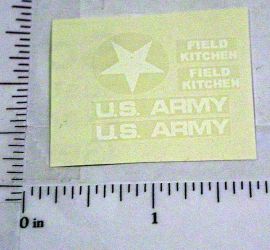 FIELD
KITCHEN
FIELD
KITCHEN
U.S. ARMY
U.S. ARMY
0 in
1